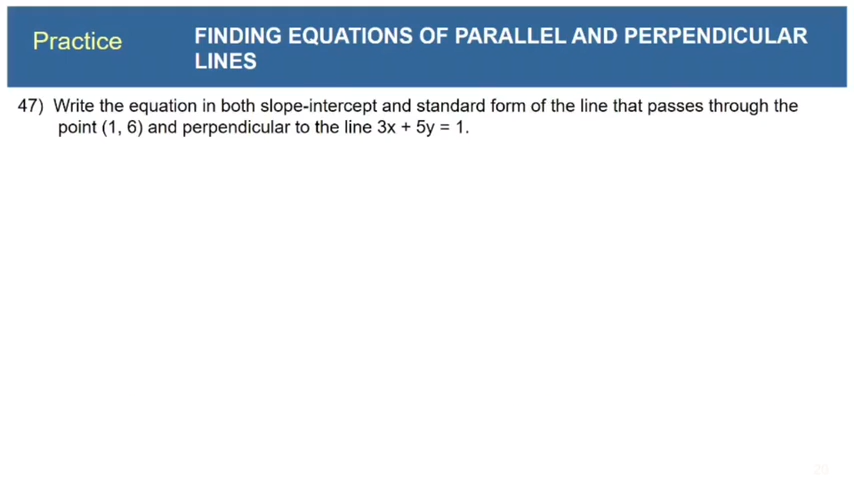 Practice
FINDING EQUATIONS OF PARALLEL AND PERPENDICULAR
LINES
47) Write the equation in both slope-intercept and standard form of the line that passes through the
point (1, 6) and perpendicular to the line 3x + 5y = 1.